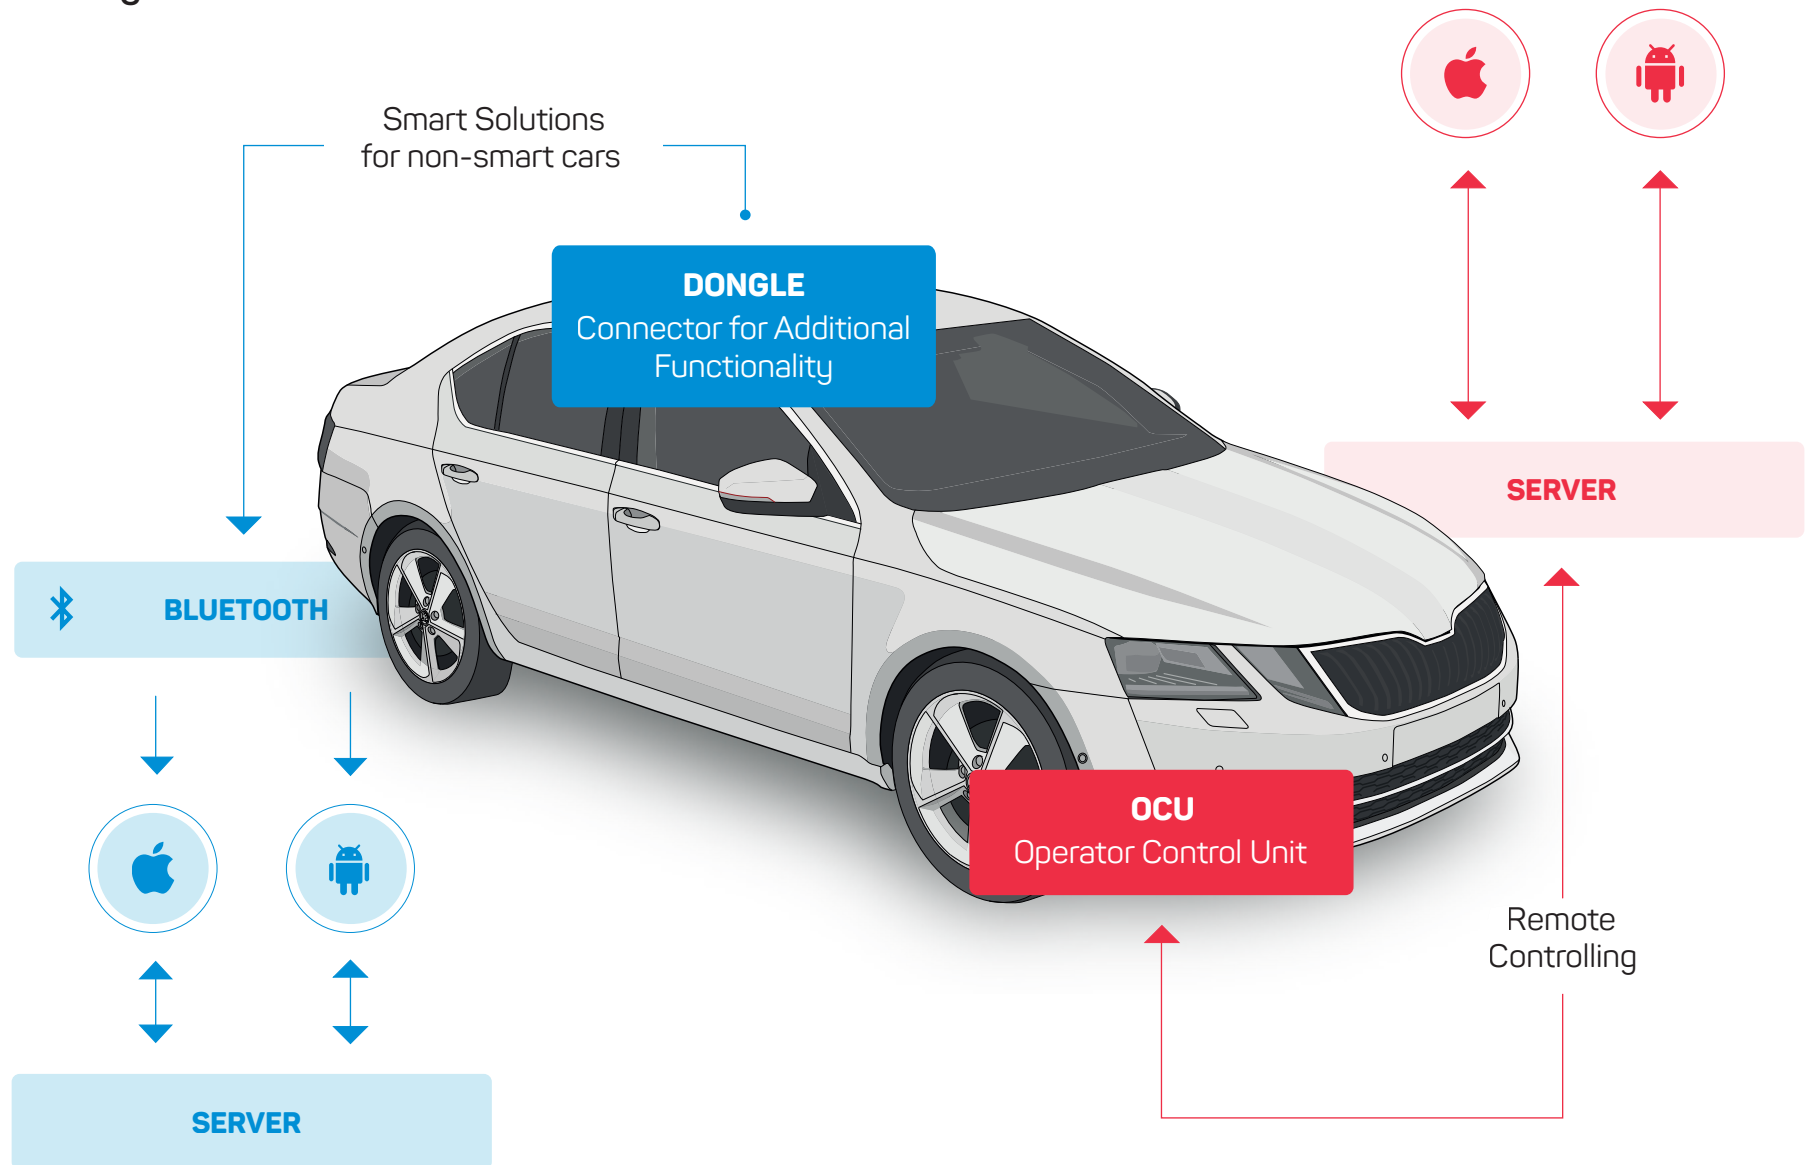 Smart Solutions
for non-smart cars
DONGLE
Connector for Additional
Functionality
SERVER
BLUETOOTH
OCU
Operator Control Unit
Remote
Controlling
SERVER